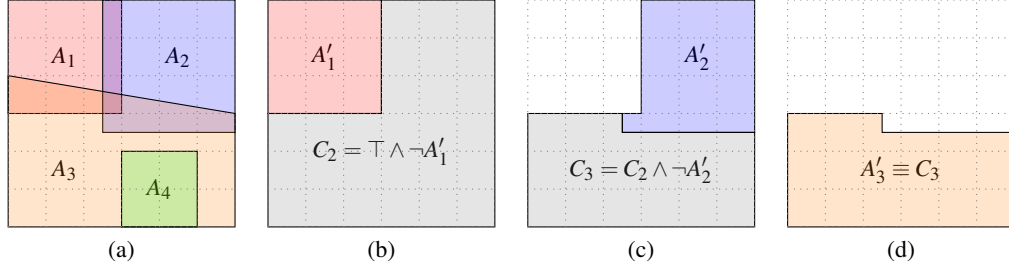 A₁ A₂ A′₁ A′₂
C₂ = ⊤ ∧ ¬A′₁
A₃ C₃ = C₂ ∧ ¬A′₂ A′₃ ≡ C₃
A₄
(a) (b) (c) (d)